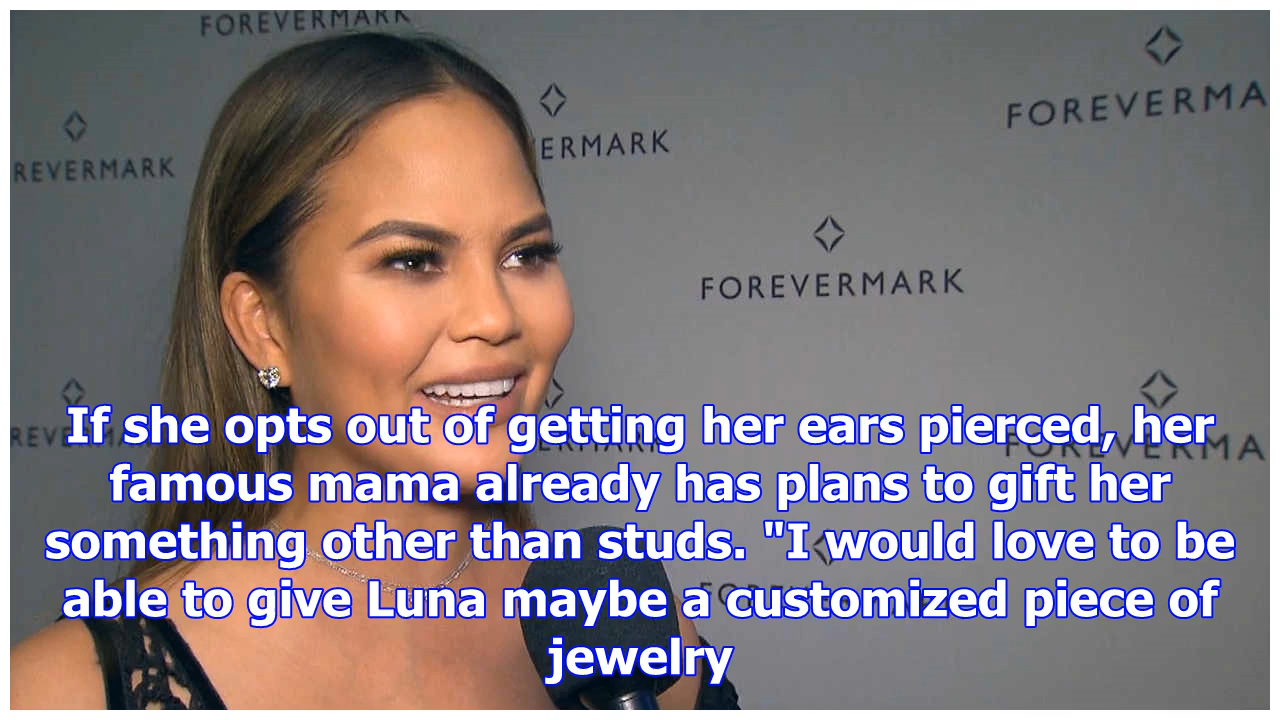 FOREVERMARK
FOREVERMA
REVERMARK
ERMARK
FOREVERMARK
If she opts out of getting her ears pierced, her
famous mama already has plans to gift her
something other than studs. "I would love to be
able to give Luna maybe a customized piece of
jewelry